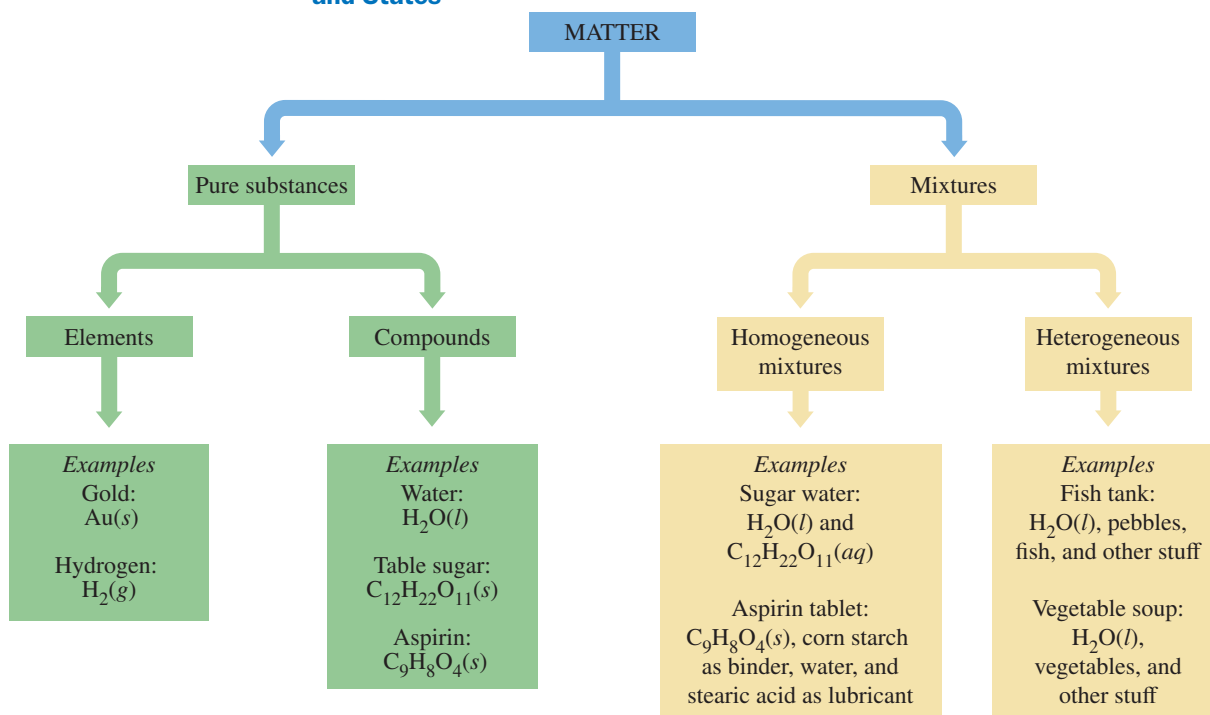 and States
MATTER
Pure substances
Mixtures
Elements
Compounds
Homogeneous
mixtures
Heterogeneous
mixtures
Examples
Gold:
Au(s)
Hydrogen:
H₂(g)
Examples
Water:
H₂O(l)
Table sugar:
C₁₂H₂₂O₁₁(s)
Aspirin:
C₉H₈O₄(s)
Examples
Sugar water:
H₂O(l) and
C₁₂H₂₂O₁₁(aq)
Aspirin tablet:
C₉H₈O₄(s), corn starch
as binder, water, and
stearic acid as lubricant
Examples
Fish tank:
H₂O(l), pebbles,
fish, and other stuff
Vegetable soup:
H₂O(l),
vegetables, and
other stuff